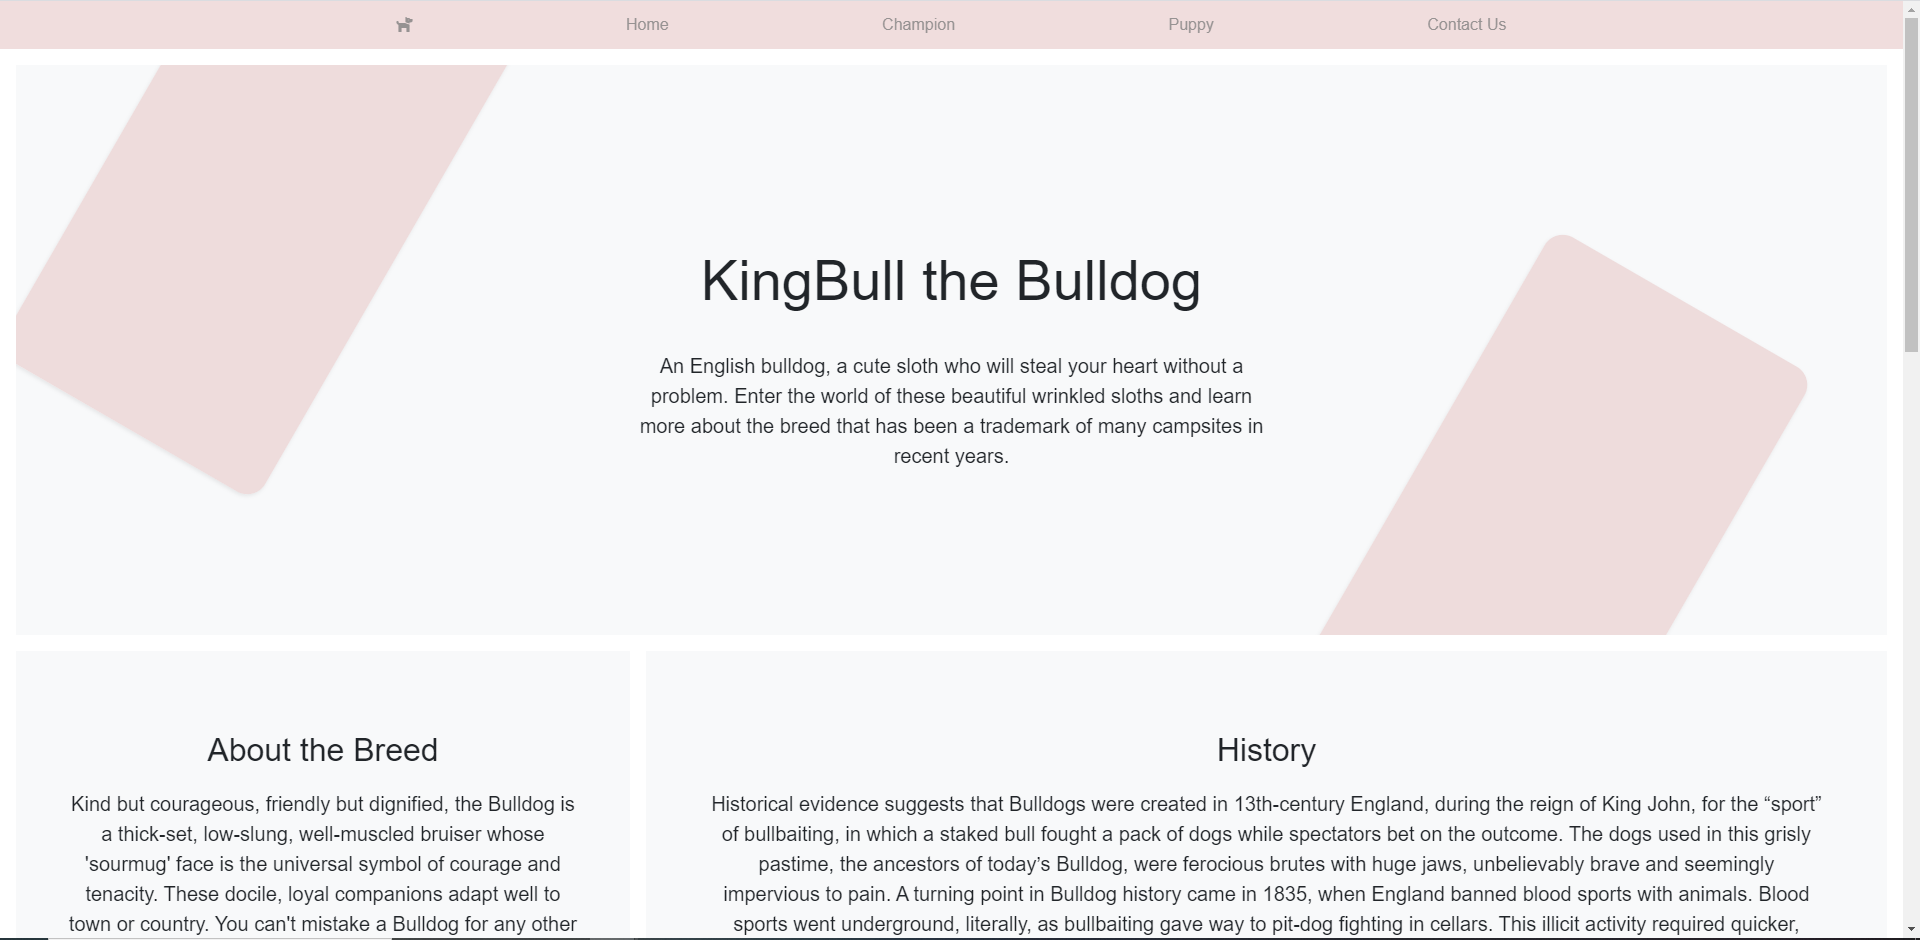 Home Champion Puppy Contact Us
KingBull the Bulldog
An English bulldog, a cute sloth who will steal your heart without a
problem. Enter the world of these beautiful wrinkled sloths and learn
more about the breed that has been a trademark of many campsites in
recent years.
About the Breed
Kind but courageous, friendly but dignified, the Bulldog is
a thick-set, low-slung, well-muscled bruiser whose
'sourmug' face is the universal symbol of courage and
tenacity. These docile, loyal companions adapt well to
town or country. You can't mistake a Bulldog for any other
History
Historical evidence suggests that Bulldogs were created in 13th-century England, during the reign of King John, for the “sport”
of bullbaiting, in which a staked bull fought a pack of dogs while spectators bet on the outcome. The dogs used in this grisly
pastime, the ancestors of today’s Bulldog, were ferocious brutes with huge jaws, unbelievably brave and seemingly
impervious to pain. A turning point in Bulldog history came in 1835, when England banned blood sports with animals. Blood
sports went underground, literally, as bullbaiting gave way to pit-dog fighting in cellars. This illicit activity required quicker,